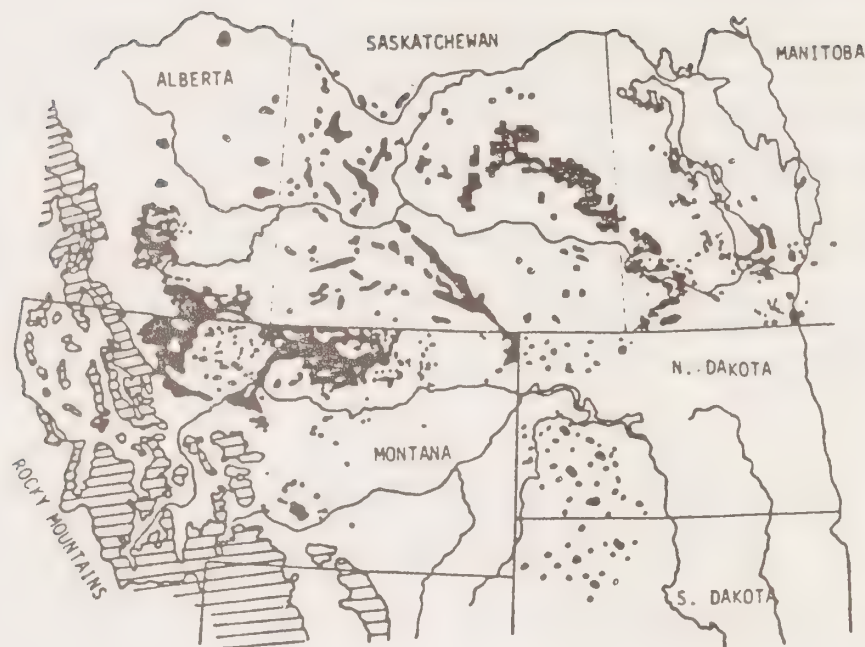 SASKATCHEWAN
MANITOBA
ALBERTA
N. DAKOTA
MONTANA
ROCKY MOUNTAINS
S. DAKOTA